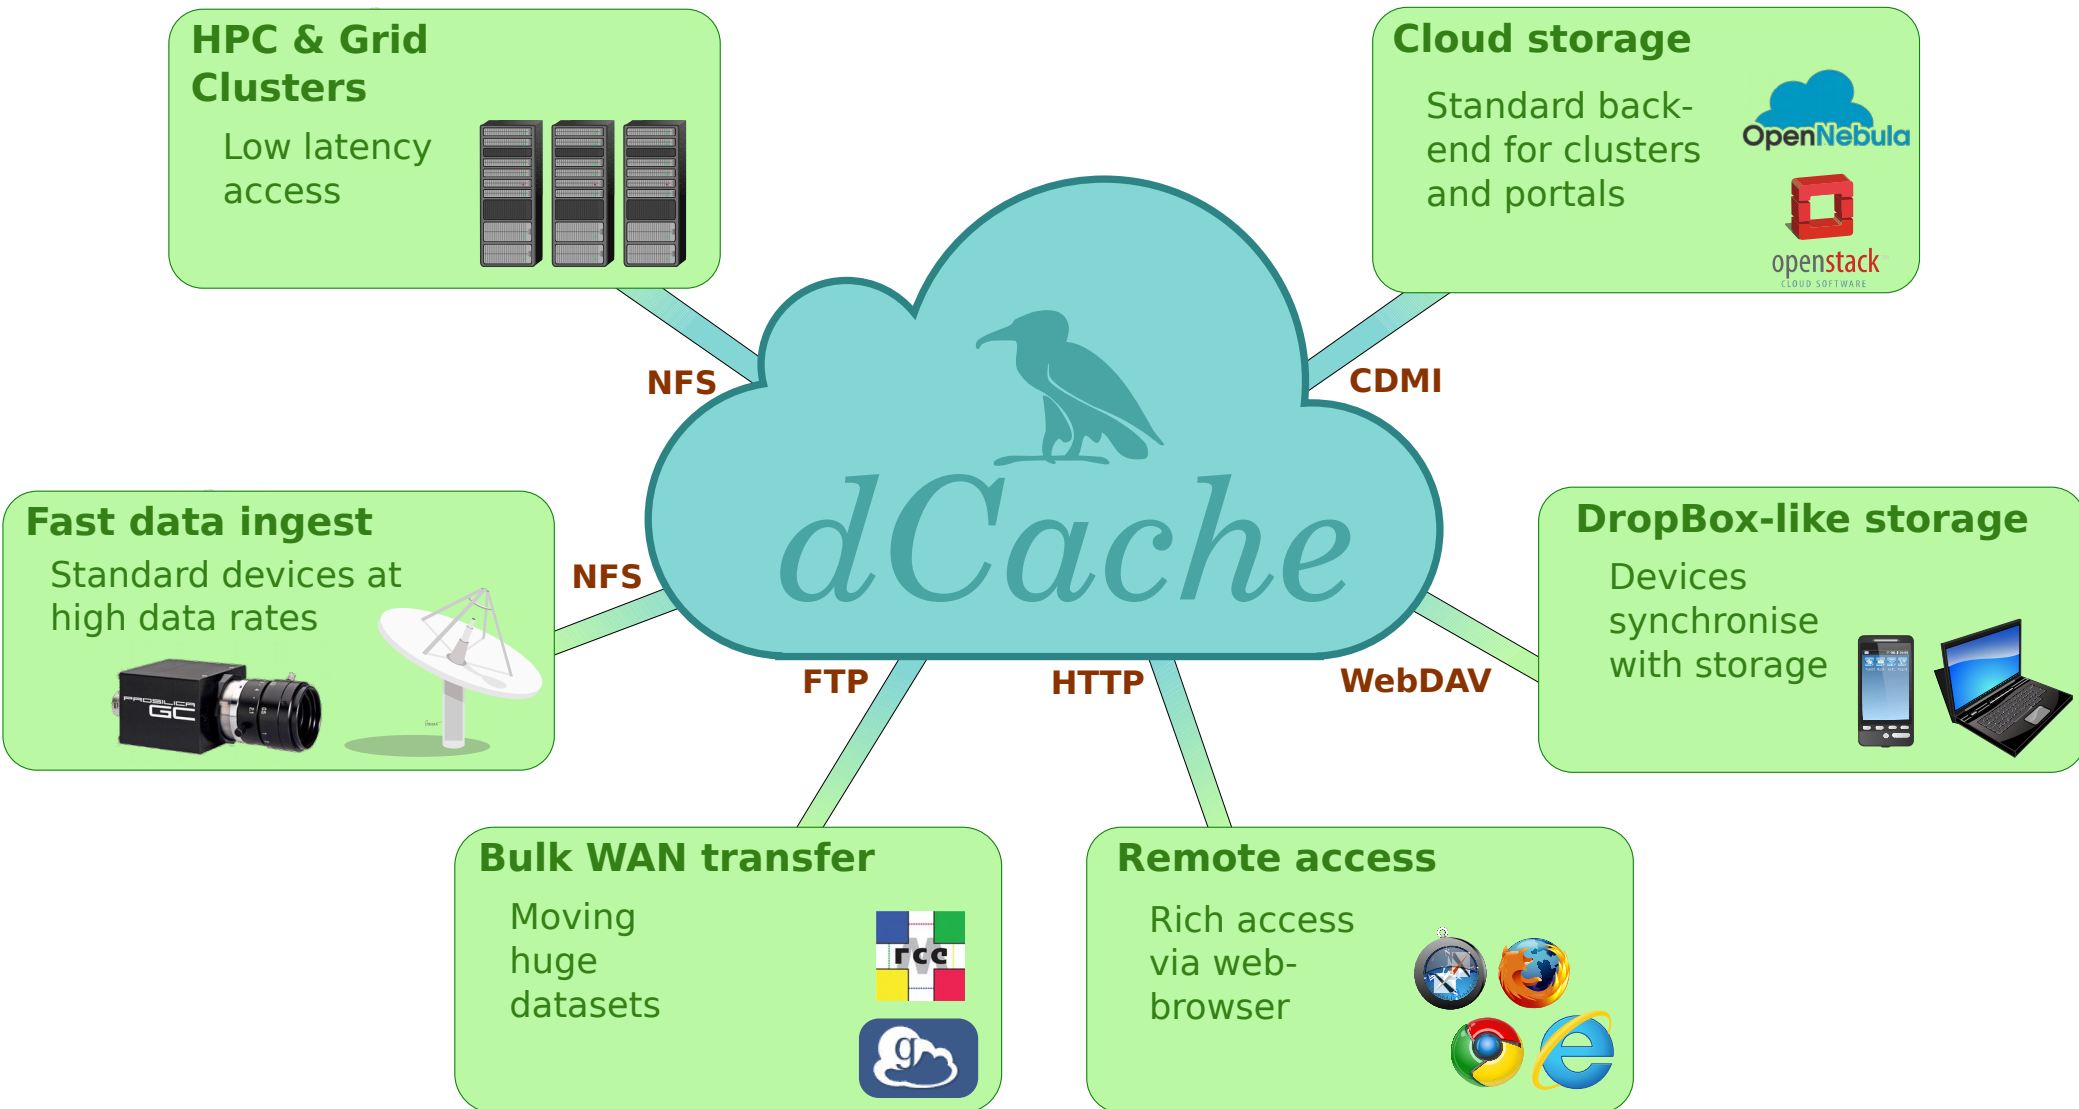 HPC & Grid
Clusters
Low latency
access
Cloud storage
Standard back-
end for clusters
and portals
OpenNebula
openstack
CLOUD SOFTWARE
NFS
CDMI
dCache
Fast data ingest
Standard devices at
high data rates
PROSILICA
GC
NFS
DropBox-like storage
Devices
synchronise
with storage
FTP
HTTP
WebDAV
Bulk WAN transfer
Moving
huge
datasets
g
Remote access
Rich access
via web-
browser